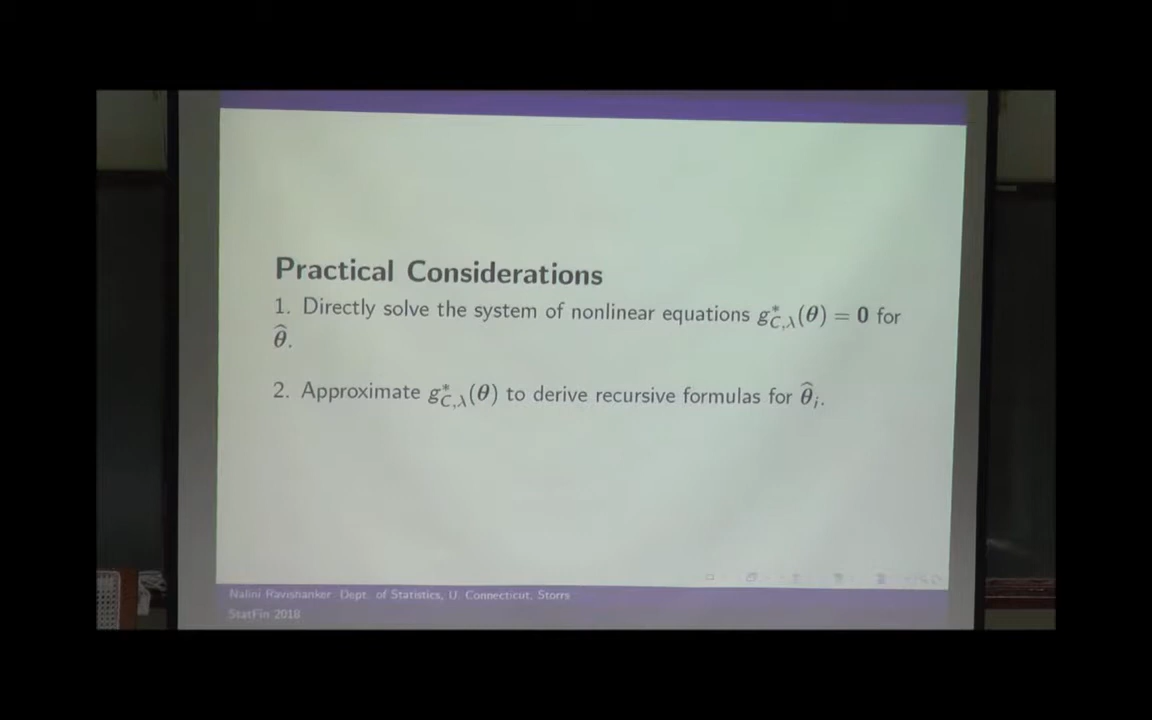 Practical Considerations
1. Directly solve the system of nonlinear equations g*_{C,λ}(θ) = 0 for
θ̂.
2. Approximate g*_{C,λ}(θ) to derive recursive formulas for θ̂_i.
Nalini Ravishanker Dept. of Statistics, U. Connecticut, Storrs
StatFin 2018